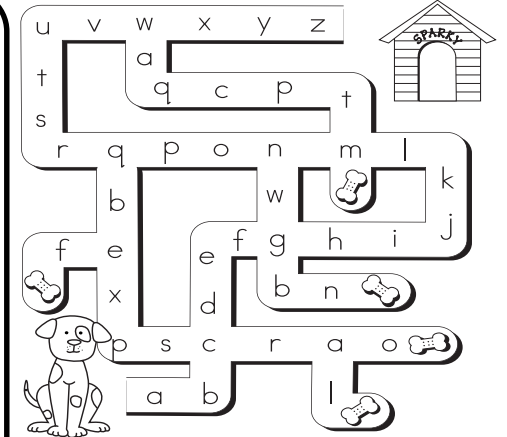 u v w x y z
SPARKY
a
t
q c p
t
s
r q p o n m l
k
w
b
j
f g h i
f e
e
x
b n
d
p s c r a o
a b l